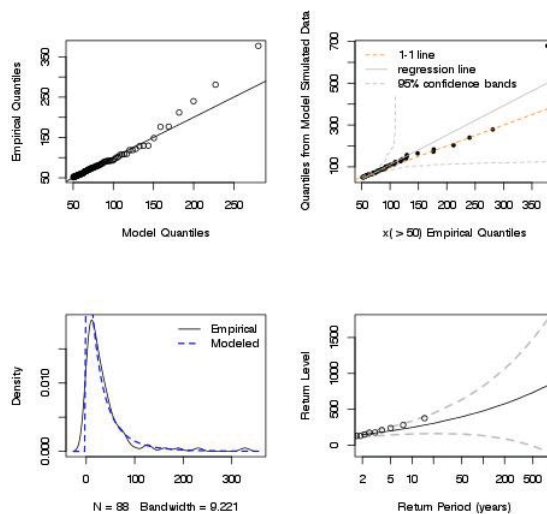 Empirical Quantiles
350
250
150
50
50 100 150 200 250
Model Quantiles
Quantiles from Model Simulated Data
700
500
300
100
1-1 line
regression line
95% confidence bands
50 100 150 200 250 300 350
x( > 50) Empirical Quantiles
Density
0.010
0.000
Empirical
Modeled
0 100 200 300
N = 88 Bandwidth = 9.221
Return Level
1500
1000
500
0
2 5 10 50 200 500
Return Period (years)